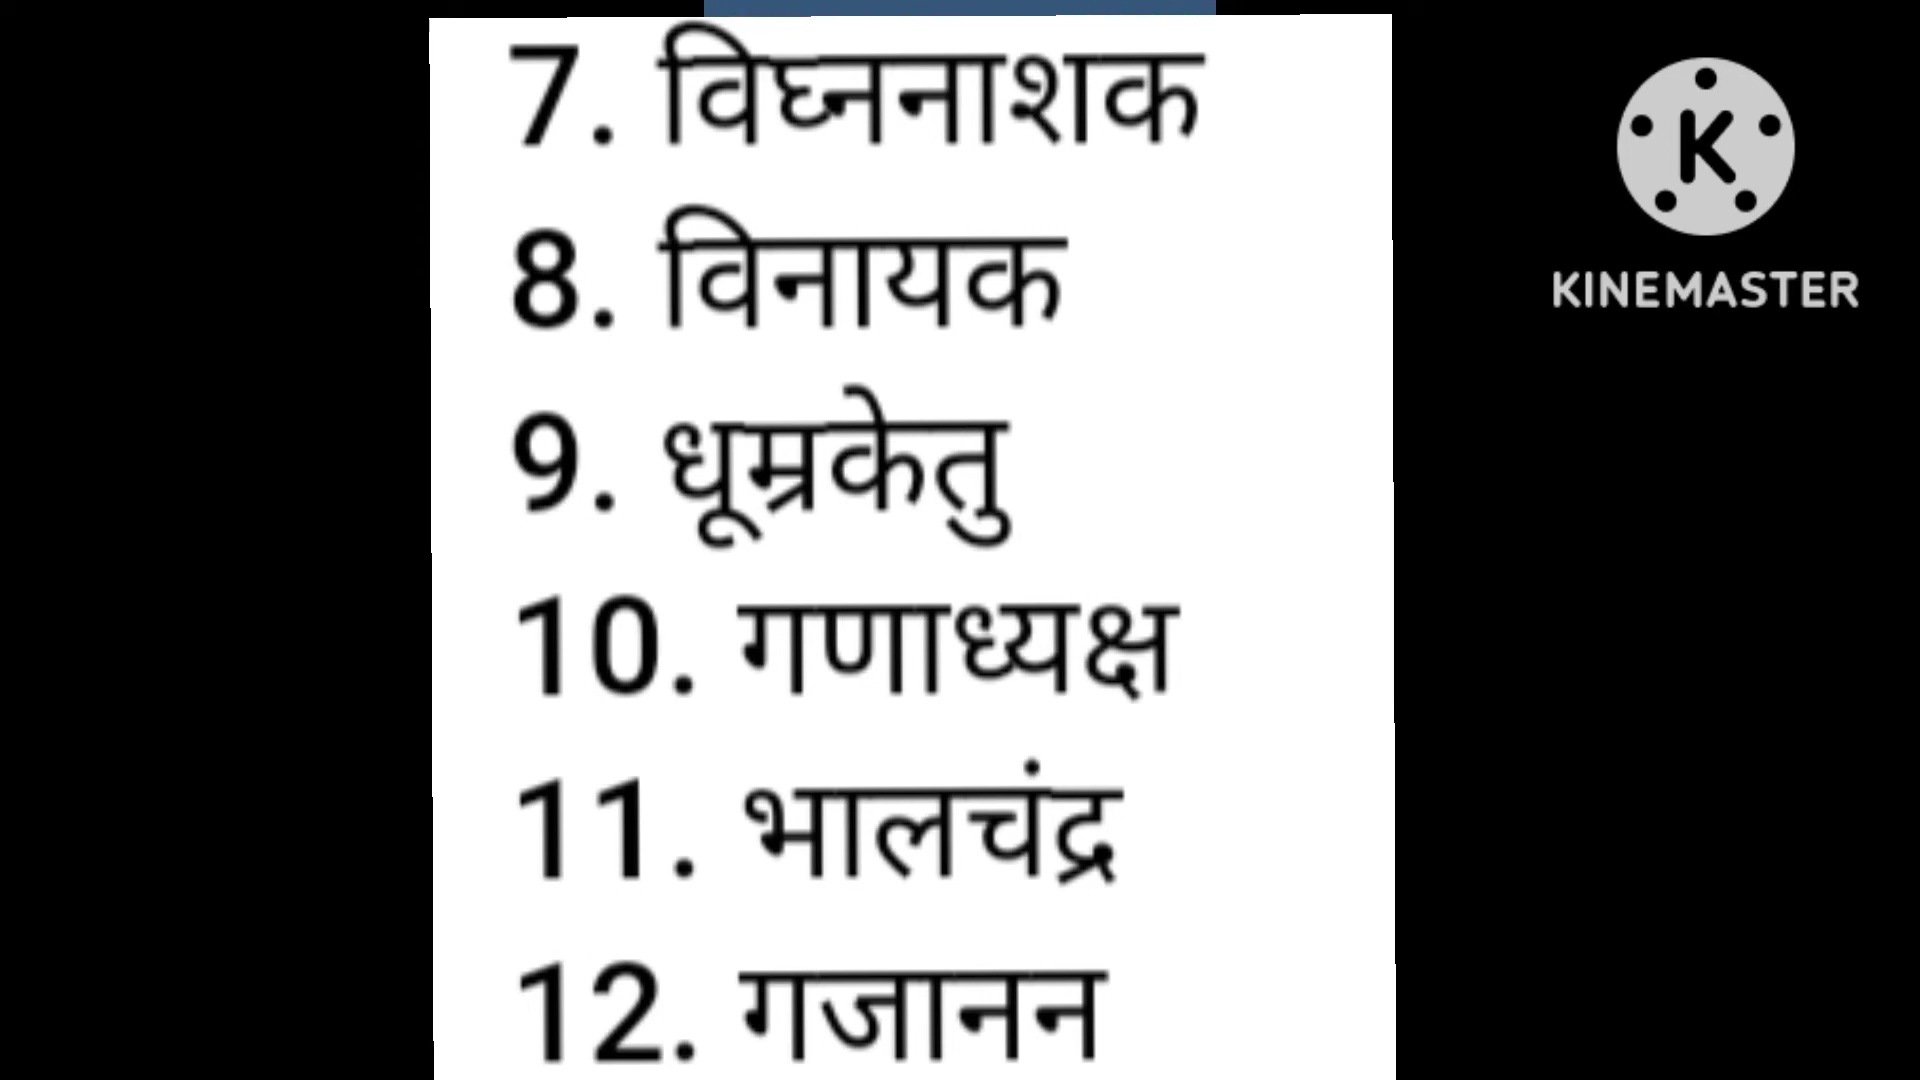 7. विघ्ननाशक
8. विनायक
9. धूम्रकेतु
10. गणाध्यक्ष
11. भालचंद्र
12. गजानन
K
KINEMASTER